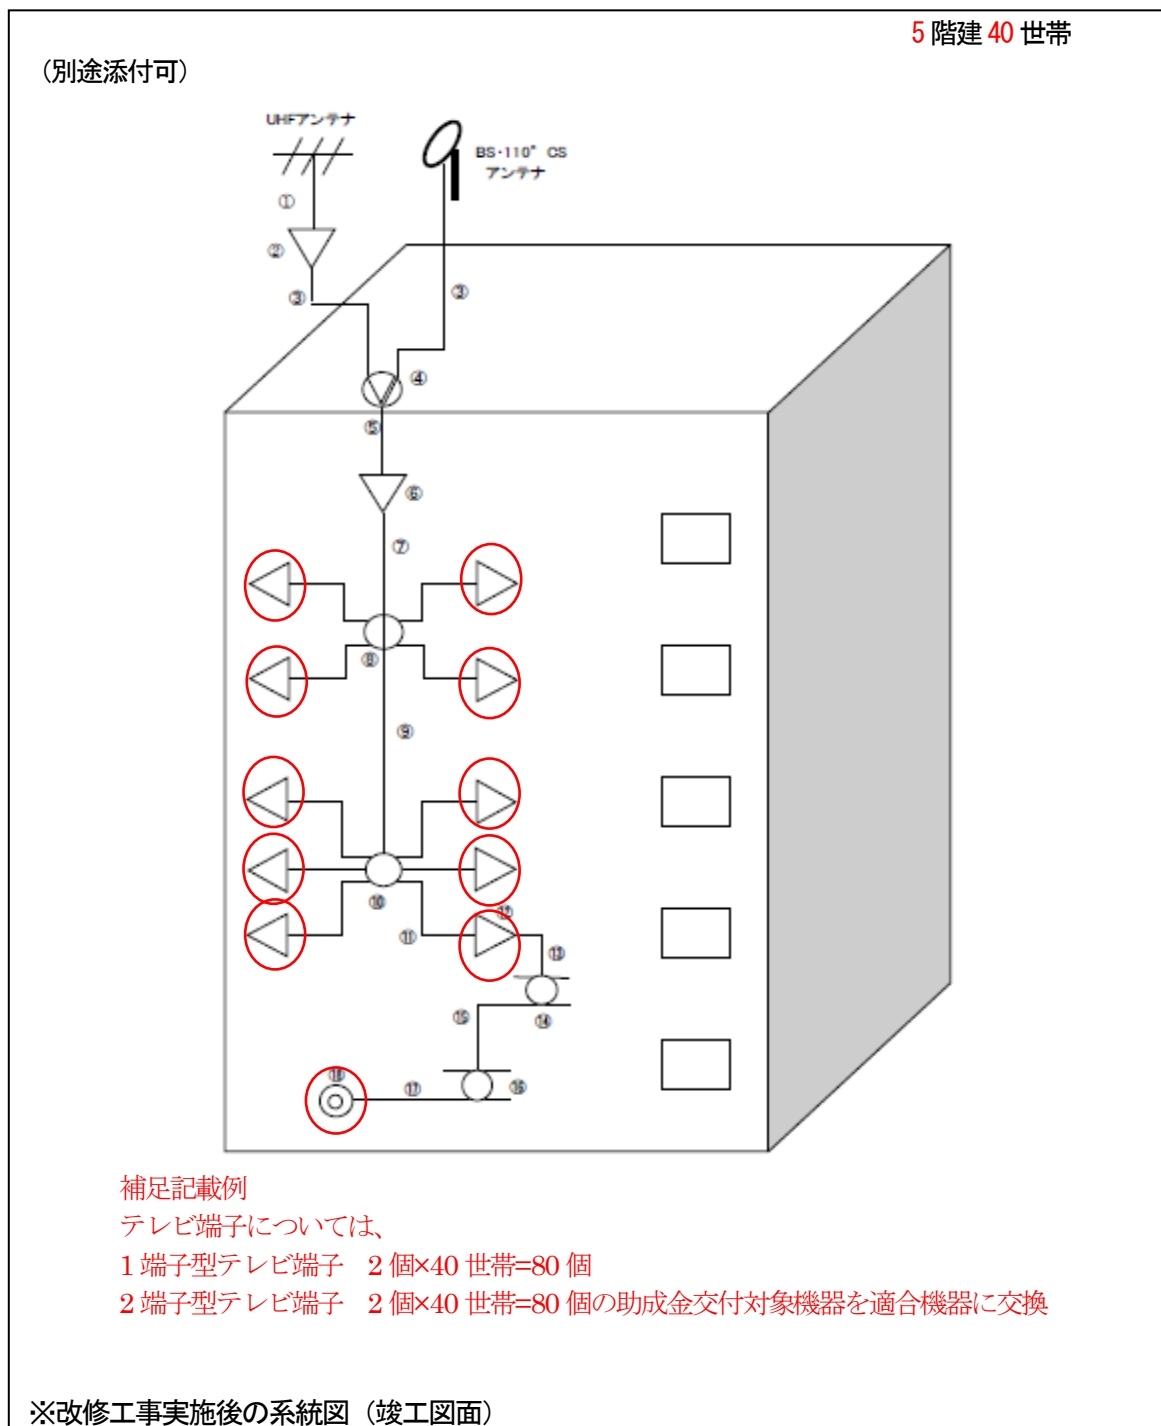 5 階建 40 世帯
（別途添付可）
UHFアンテナ
BS・110°CS
アンテナ
①
②
③
③
④
⑤
⑥
⑦
⑧
⑨
⑩
⑪
⑫
⑬
⑭
⑮
⑯
⑰
⑱
補足記載例
テレビ端子については、
1 端子型テレビ端子　2 個×40 世帯=80 個
2 端子型テレビ端子　2 個×40 世帯=80 個の助成金交付対象機器を適合機器に交換
※改修工事実施後の系統図（竣工図面）